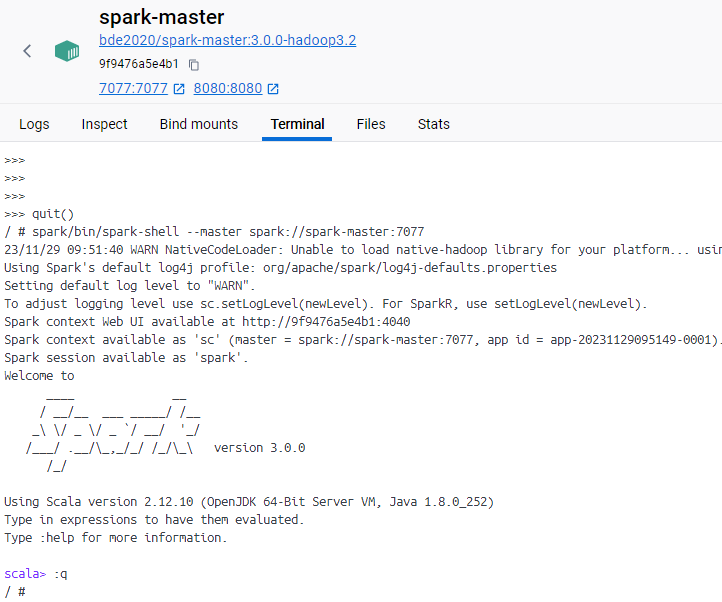 spark-master
bde2020/spark-master:3.0.0-hadoop3.2
9f9476a5e4b1
7077:7077 8080:8080
Logs Inspect Bind mounts Terminal Files Stats
>>>
>>>
>>>
>>> quit()
/ # spark/bin/spark-shell --master spark://spark-master:7077
23/11/29 09:51:40 WARN NativeCodeLoader: Unable to load native-hadoop library for your platform... usin
Using Spark's default log4j profile: org/apache/spark/log4j-defaults.properties
Setting default log level to "WARN".
To adjust logging level use sc.setLogLevel(newLevel). For SparkR, use setLogLevel(newLevel).
Spark context Web UI available at http://9f9476a5e4b1:4040
Spark context available as 'sc' (master = spark://spark-master:7077, app id = app-20231129095149-0001).
Spark session available as 'spark'.
Welcome to
      ____              __
     / __/__  ___ _____/ /__
    _\ \/ _ \/ _ `/ __/  '_/
   /___/ .__/\_,_/_/ /_/\_\   version 3.0.0
      /_/
Using Scala version 2.12.10 (OpenJDK 64-Bit Server VM, Java 1.8.0_252)
Type in expressions to have them evaluated.
Type :help for more information.
scala> :q
/ #